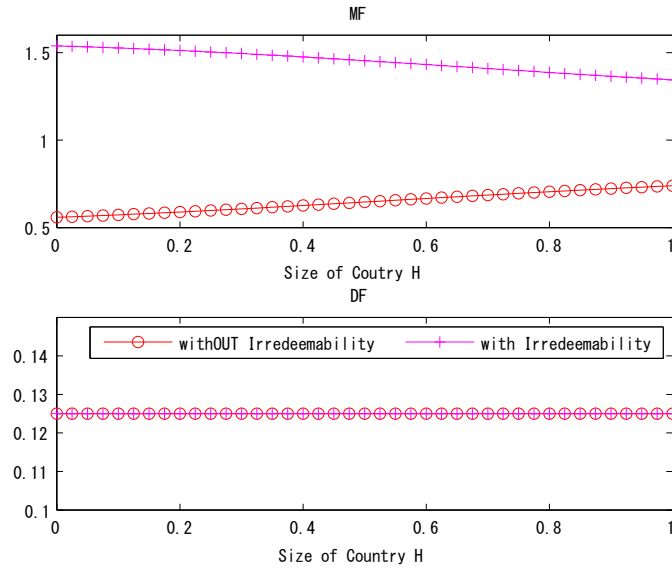 MF
1.5
1
0.5
0 0.2 0.4 0.6 0.8 1
Size of Coutry H
DF
withOUT Irredeemability with Irredeemability
0.14
0.13
0.12
0.11
0.1
0 0.2 0.4 0.6 0.8 1
Size of Country H